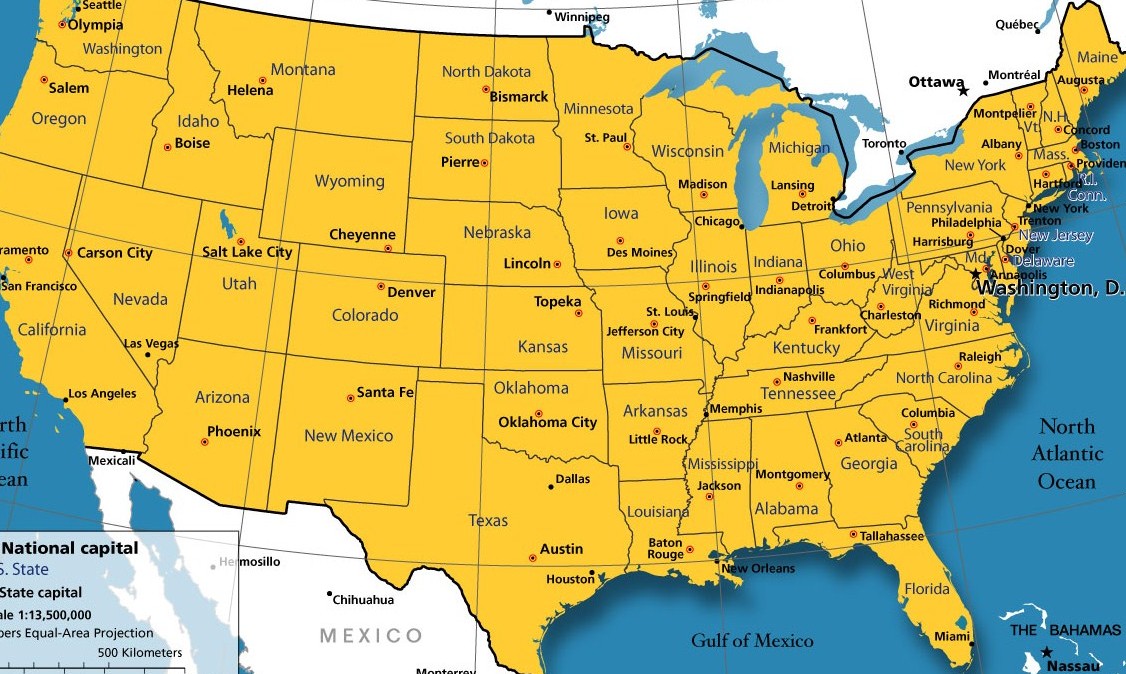 Seattle
Olympia
Washington
Winnipeg
Québec
Montana
Helena
North Dakota
Bismarck
Minnesota
St. Paul
Ottawa
Montréal
Maine
Augusta
Salem
Oregon
Idaho
Boise
South Dakota
Pierre
Wisconsin
Madison
Michigan
Lansing
Detroit
Toronto
Montpelier
Vt.
N.H.
Concord
Albany
New York
Mass.
Boston
Providen
Hartford
R.I.
Conn.
Wyoming
Cheyenne
Nebraska
Lincoln
Iowa
Des Moines
Chicago
Pennsylvania
Philadelphia
Harrisburg
New York
Trenton
New Jersey
Dover
Delaware
Md.
Annapolis
Washington, D.
ramento
Carson City
San Francisco
Nevada
California
Salt Lake City
Utah
Denver
Colorado
Topeka
Kansas
St. Louis
Jefferson City
Missouri
Illinois
Springfield
Indiana
Indianapolis
Ohio
Columbus
West
Virginia
Charleston
Richmond
Virginia
Frankfort
Kentucky
Las Vegas
Los Angeles
Arizona
Phoenix
Santa Fe
New Mexico
Oklahoma
Oklahoma City
Arkansas
Little Rock
Nashville
Tennessee
Memphis
Raleigh
North Carolina
Columbia
South
Carolina
Atlanta
Georgia
Mississippi
Jackson
Montgomery
Alabama
rth
ific
ean
Mexicali
Dallas
Texas
Austin
Houston
Louisiana
Baton
Rouge
New Orleans
Tallahassee
Florida
Miami
North
Atlantic
Ocean
National capital
S. State
State capital
ale 1:13,500,000
bers Equal-Area Projection
500 Kilometers
Hermosillo
Chihuahua
MEXICO
Monterrey
Gulf of Mexico
THE BAHAMAS
Nassau